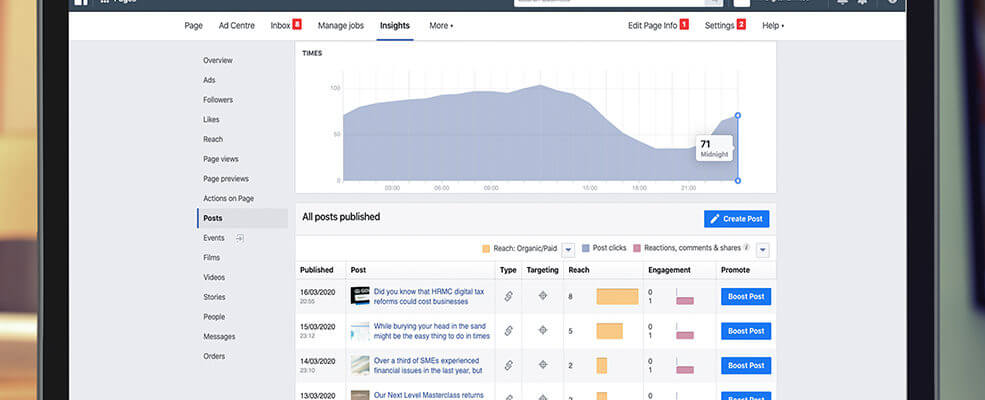 Pages
Page Ad Centre Inbox 8 Manage jobs Insights More Edit Page Info 1 Settings 2 Help
TIMES
Overview
Ads
Followers
Likes
Reach
Page views
Page previews
Actions on Page
Posts
Events
Films
Videos
Stories
People
Messages
Orders
100
50
0
71
Midnight
03:00 06:00 09:00 15:00 18:00 21:00
All posts published
Create Post
Reach: Organic/Paid Post clicks Reactions, comments & shares i
Published Post Type Targeting Reach Engagement Promote
16/03/2020
20:55
Did you know that HRMC digital tax
reforms could cost businesses
8
0
1
Boost Post
15/03/2020
23:12
While burying your head in the sand
might be the easy thing to do in times
5
0
1
Boost Post
14/03/2020
23:10
Over a third of SMEs experienced
financial issues in the last year, but
2
0
1
Boost Post
13/03/2020
Our Next Level Masterclass returns
2
0
Boost Post